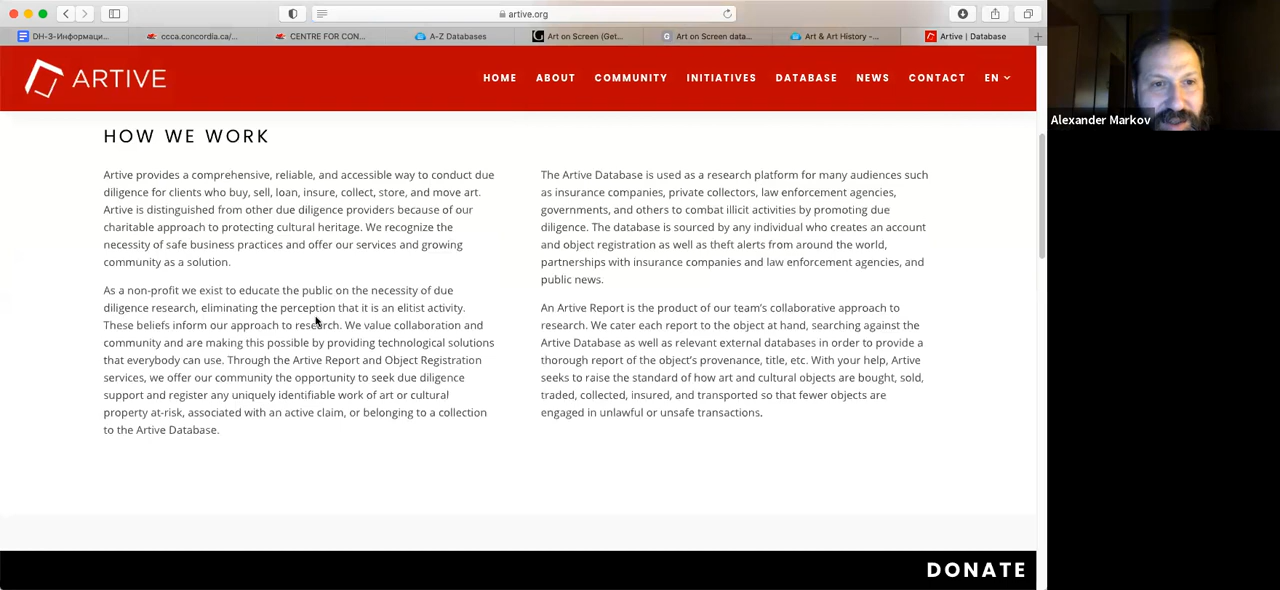 artive.org
DH-3-Информаци...
ccca.concordia.ca/...
CENTRE FOR CON...
A-Z Databases
Art on Screen (Get...
Art on Screen data...
Art & Art History -...
Artive | Database
ARTIVE
HOME
ABOUT
COMMUNITY
INITIATIVES
DATABASE
NEWS
CONTACT
EN
Alexander Markov
HOW WE WORK
Artive provides a comprehensive, reliable, and accessible way to conduct due
diligence for clients who buy, sell, loan, insure, collect, store, and move art.
Artive is distinguished from other due diligence providers because of our
charitable approach to protecting cultural heritage. We recognize the
necessity of safe business practices and offer our services and growing
community as a solution.
As a non-profit we exist to educate the public on the necessity of due
diligence research, eliminating the perception that it is an elitist activity.
These beliefs inform our approach to research. We value collaboration and
community and are making this possible by providing technological solutions
that everybody can use. Through the Artive Report and Object Registration
services, we offer our community the opportunity to seek due diligence
support and register any uniquely identifiable work of art or cultural
property at-risk, associated with an active claim, or belonging to a collection
to the Artive Database.
The Artive Database is used as a research platform for many audiences such
as insurance companies, private collectors, law enforcement agencies,
governments, and others to combat illicit activities by promoting due
diligence. The database is sourced by any individual who creates an account
and object registration as well as theft alerts from around the world,
partnerships with insurance companies and law enforcement agencies, and
public news.
An Artive Report is the product of our team's collaborative approach to
research. We cater each report to the object at hand, searching against the
Artive Database as well as relevant external databases in order to provide a
thorough report of the object's provenance, title, etc. With your help, Artive
seeks to raise the standard of how art and cultural objects are bought, sold,
traded, collected, insured, and transported so that fewer objects are
engaged in unlawful or unsafe transactions.
DONATE